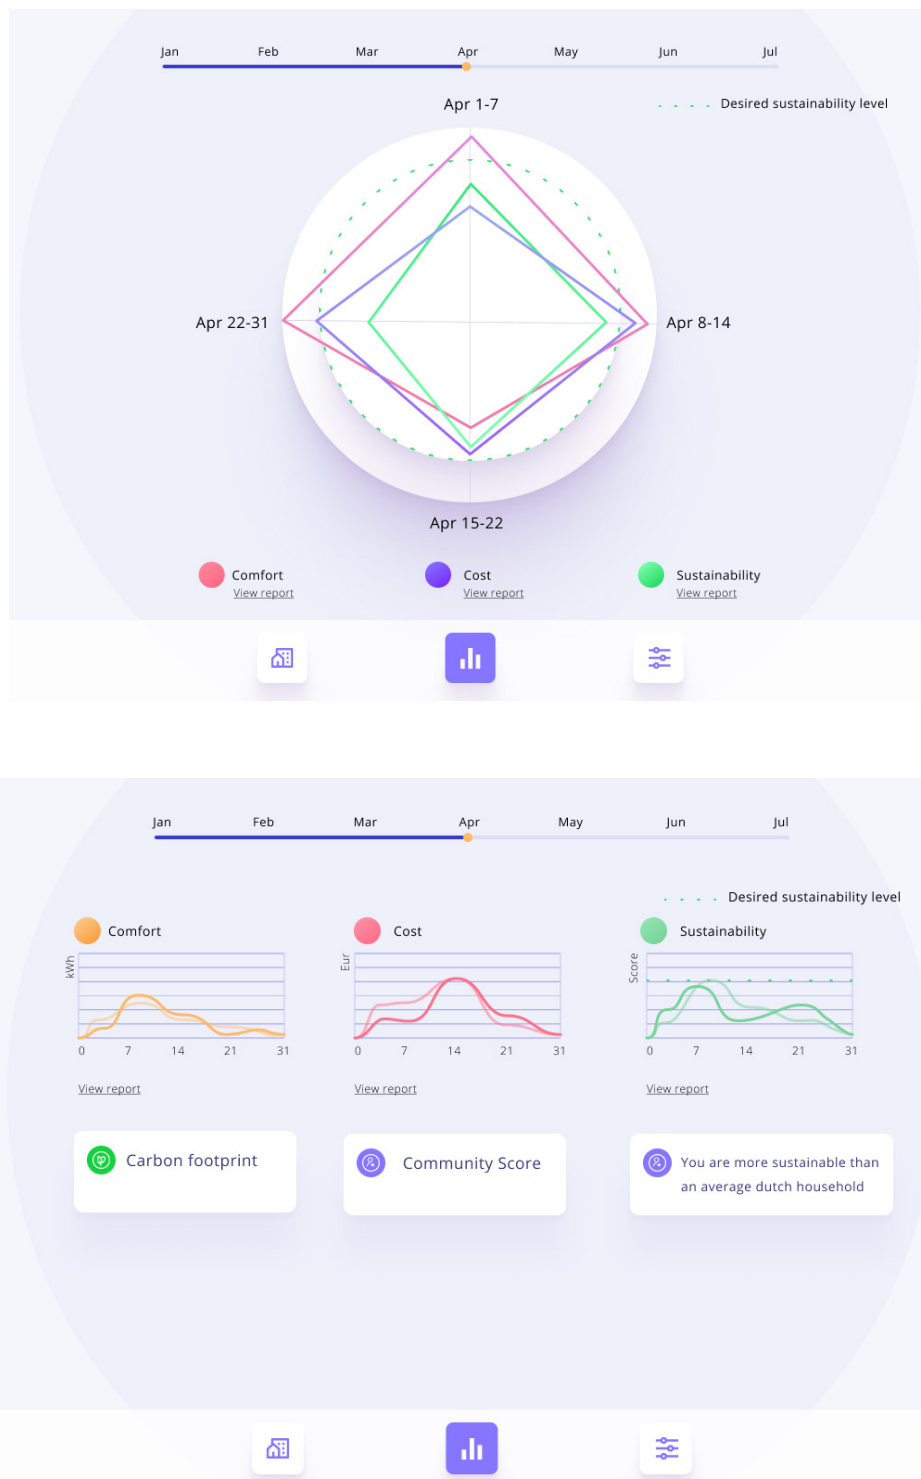 Jan Feb Mar Apr May Jun Jul
Desired sustainability level
Apr 1-7
Apr 22-31
Apr 8-14
Apr 15-22
Comfort
View report
Cost
View report
Sustainability
View report
Jan Feb Mar Apr May Jun Jul
Desired sustainability level
Comfort
kWh
0 7 14 21 31
View report
Cost
Eur
0 7 14 21 31
View report
Sustainability
Score
0 7 14 21 31
View report
Carbon footprint
Community Score
You are more sustainable than
an average dutch household